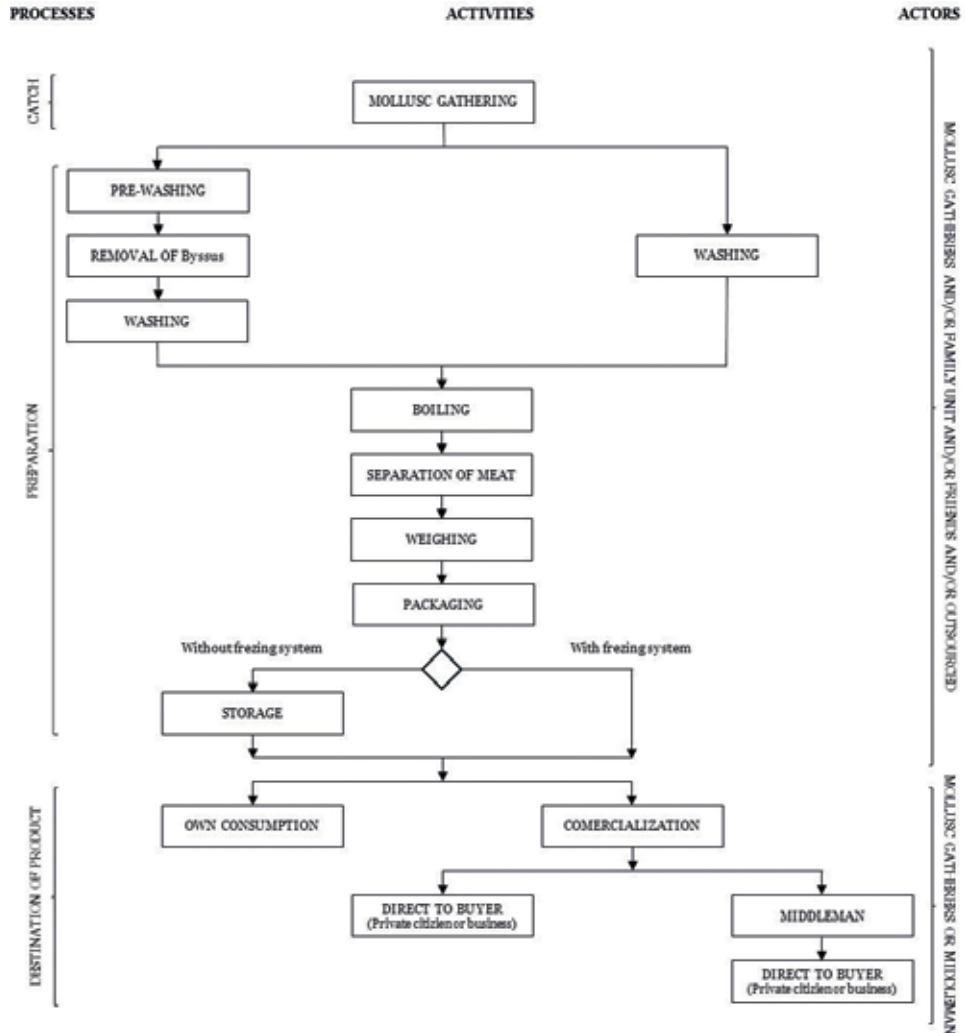 PROCESSES
ACTIVITIES
ACTORS
CATCH
MOLLUSC GATHERING
PRE-WASHING
REMOVAL OF Byssus
WASHING
WASHING
PREPARATION
BOILING
SEPARATION OF MEAT
WEIGHING
PACKAGING
Without frezing system
With frezing system
STORAGE
MOLLUSC GATHERERS AND/OR FAMILY UNIT AND/OR FRIENDS AND/OR OUTSOURCED
DESTINATION OF PRODUCT
OWN CONSUMPTION
COMERCIALIZATION
DIRECT TO BUYER
(Private citizien or business)
MIDDLEMAN
DIRECT TO BUYER
(Private citizien or business)
MOLLUSC GATHERERS OR MIDDLEMAN